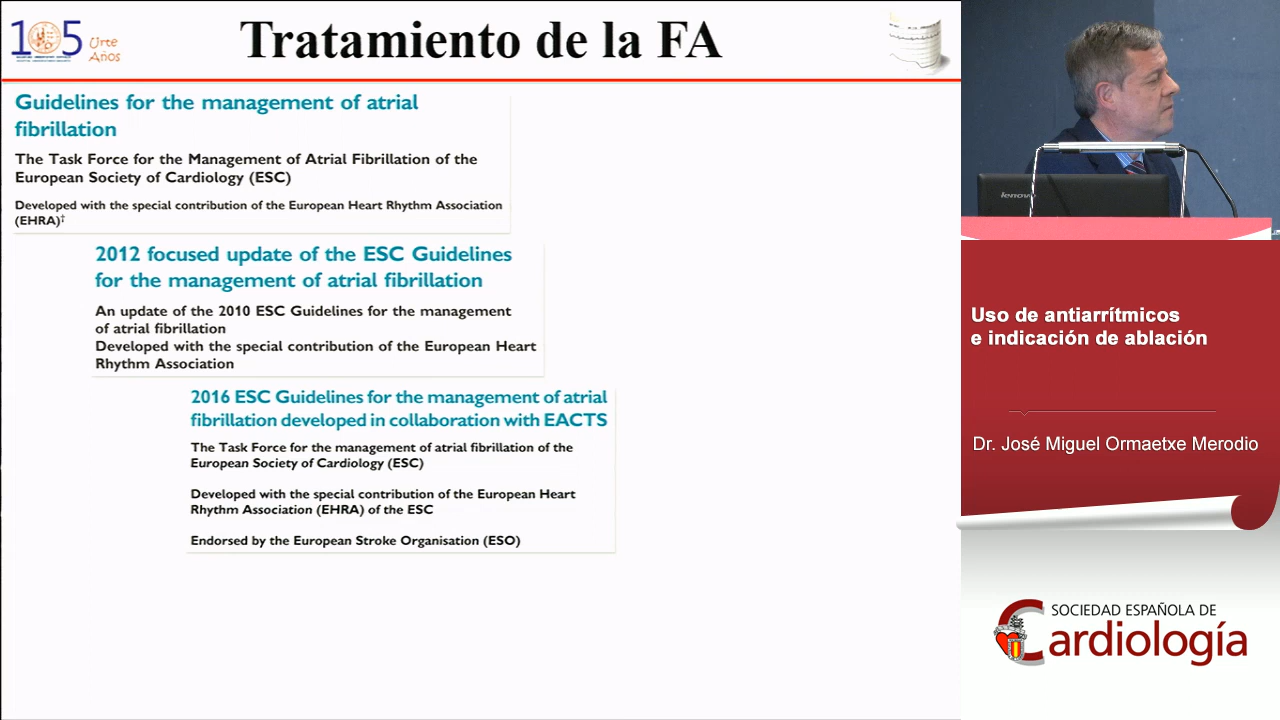 105 Urte
Años
Tratamiento de la FA
Guidelines for the management of atrial
fibrillation
The Task Force for the Management of Atrial Fibrillation of the
European Society of Cardiology (ESC)
Developed with the special contribution of the European Heart Rhythm Association
(EHRA)†
2012 focused update of the ESC Guidelines
for the management of atrial fibrillation
An update of the 2010 ESC Guidelines for the management
of atrial fibrillation
Developed with the special contribution of the European Heart
Rhythm Association
2016 ESC Guidelines for the management of atrial
fibrillation developed in collaboration with EACTS
The Task Force for the management of atrial fibrillation of the
European Society of Cardiology (ESC)
Developed with the special contribution of the European Heart
Rhythm Association (EHRA) of the ESC
Endorsed by the European Stroke Organisation (ESO)
lenovo
Uso de antiarrítmicos
e indicación de ablación
Dr. José Miguel Ormaetxe Merodio
SOCIEDAD ESPAÑOLA DE
Cardiología